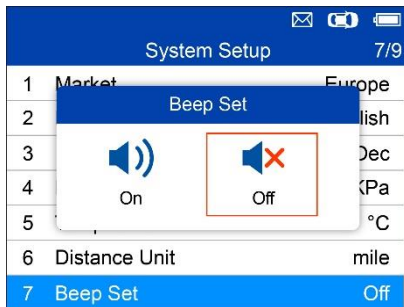 System Setup 7/9
1 Market Europe
Beep Set
2 lish
3 Dec
4 KPa
On Off
5 °C
6 Distance Unit mile
7 Beep Set Off